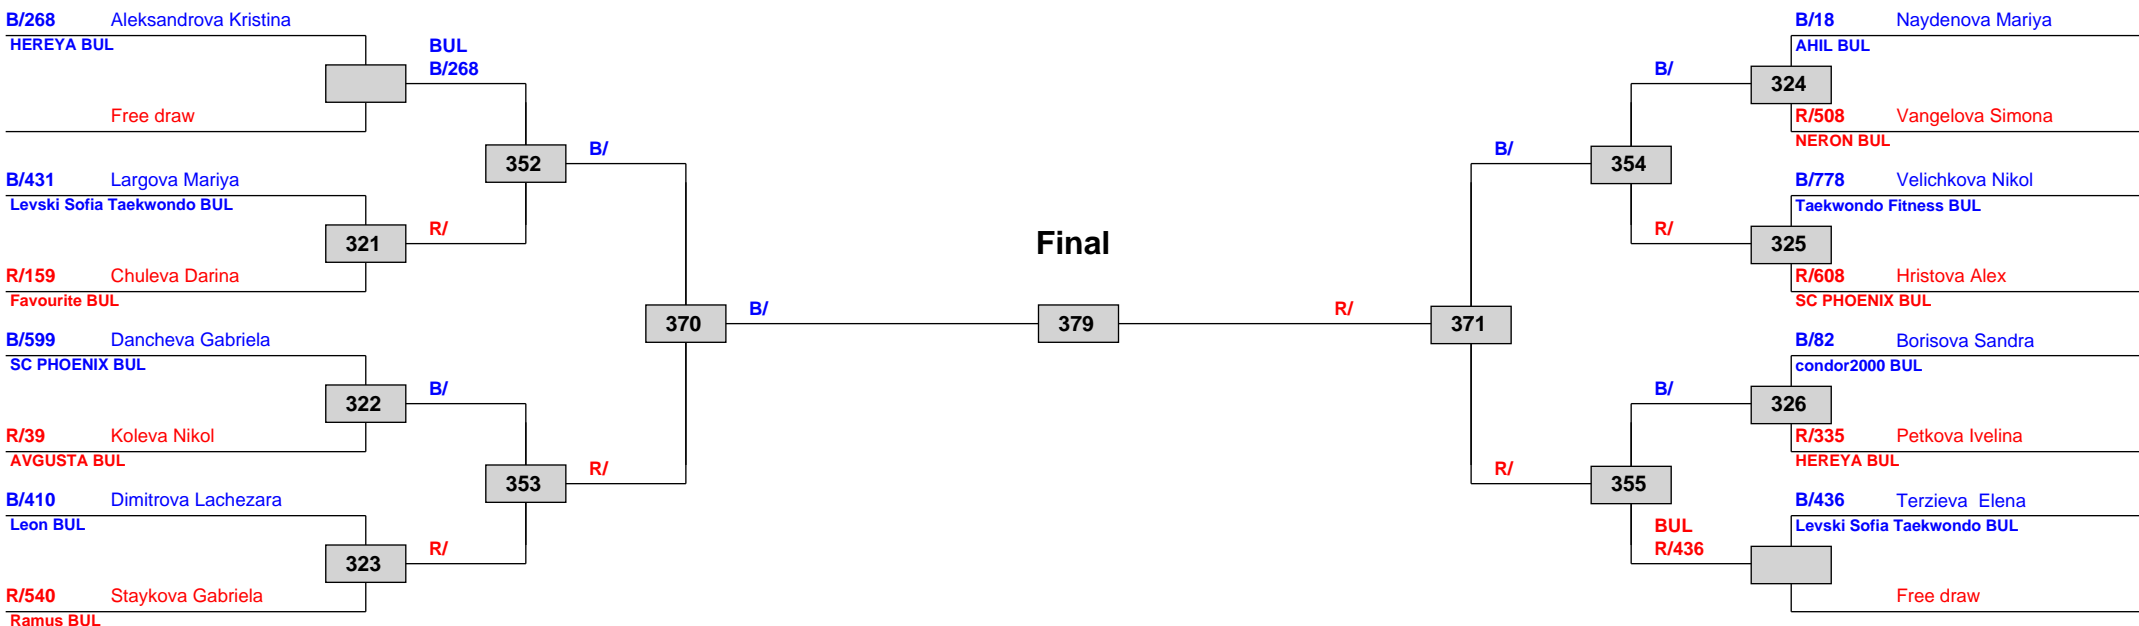 B/268 Aleksandrova Kristina
HEREYA BUL
BUL
B/268
Free draw
352
B/
B/431 Largova Mariya
Levski Sofia Taekwondo BUL
321
R/
R/159 Chuleva Darina
Favourite BUL
370
B/
B/599 Dancheva Gabriela
SC PHOENIX BUL
322
B/
R/39 Koleva Nikol
AVGUSTA BUL
353
R/
B/410 Dimitrova Lachezara
Leon BUL
323
R/
R/540 Staykova Gabriela
Ramus BUL
Final
379
B/18 Naydenova Mariya
AHIL BUL
B/
324
R/508 Vangelova Simona
NERON BUL
B/
354
B/778 Velichkova Nikol
Taekwondo Fitness BUL
R/
325
R/608 Hristova Alex
SC PHOENIX BUL
R/
371
B/82 Borisova Sandra
condor2000 BUL
B/
326
R/335 Petkova Ivelina
HEREYA BUL
R/
355
B/436 Terzieva Elena
Levski Sofia Taekwondo BUL
BUL
R/436
Free draw